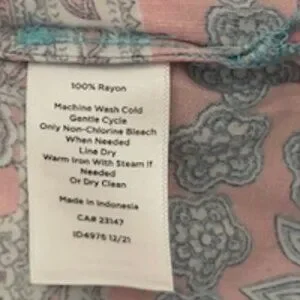 100% Rayon
Machine Wash Cold
Gentle Cycle
Only Non-Chlorine Bleach
When Needed
Line Dry
Warm Iron With Steam If
Needed
Or Dry Clean
Made In Indonesia
CA# 23147
ID4976 12/21